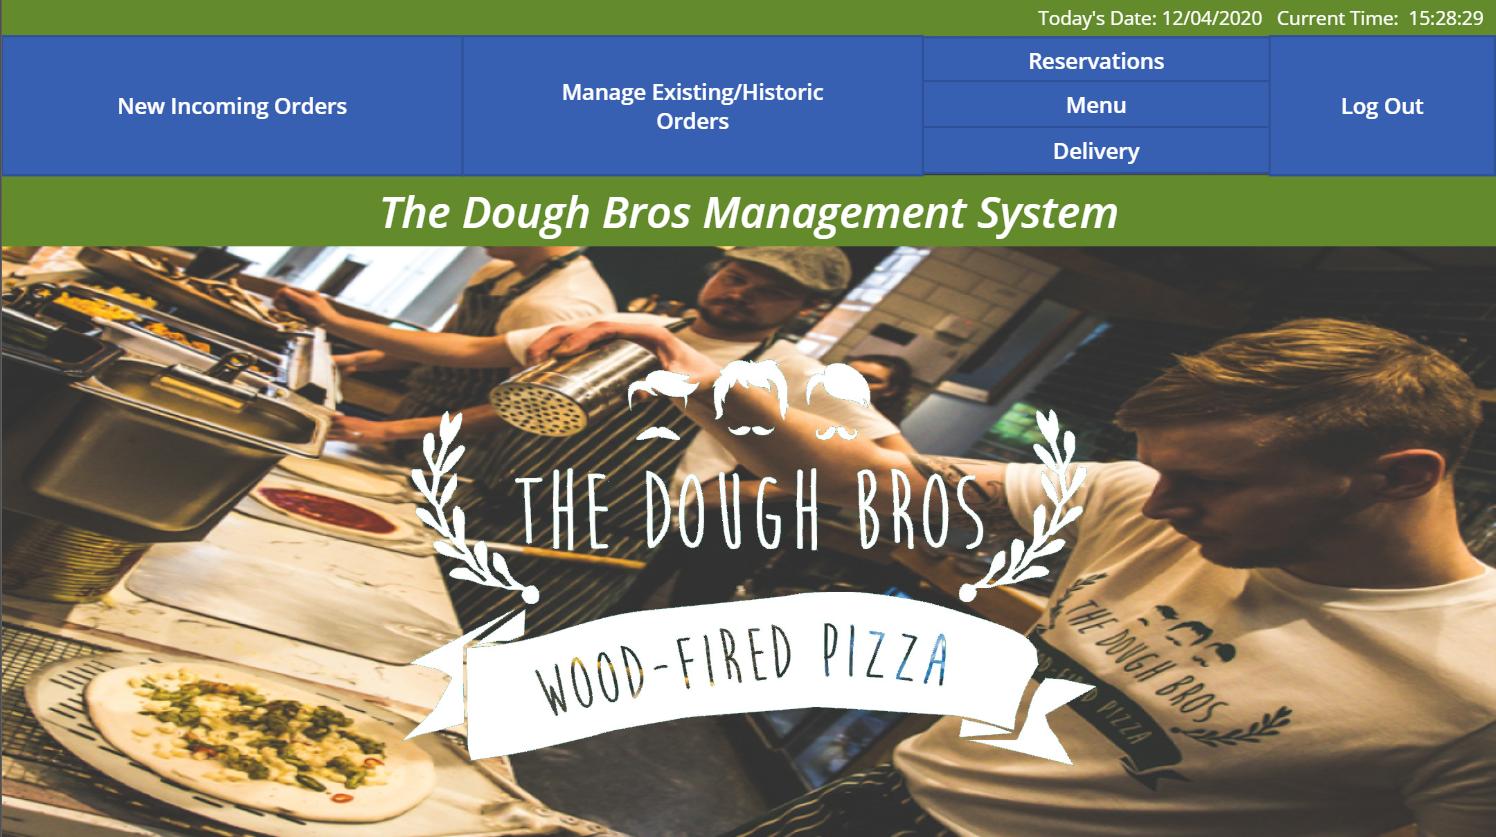 Today's Date: 12/04/2020 Current Time: 15:28:29
New Incoming Orders
Manage Existing/Historic
Orders
Reservations
Menu
Delivery
Log Out
The Dough Bros Management System
THE DOUGH BROS
WOOD-FIRED PIZZA
THE DOUGH BROS
PIZZA